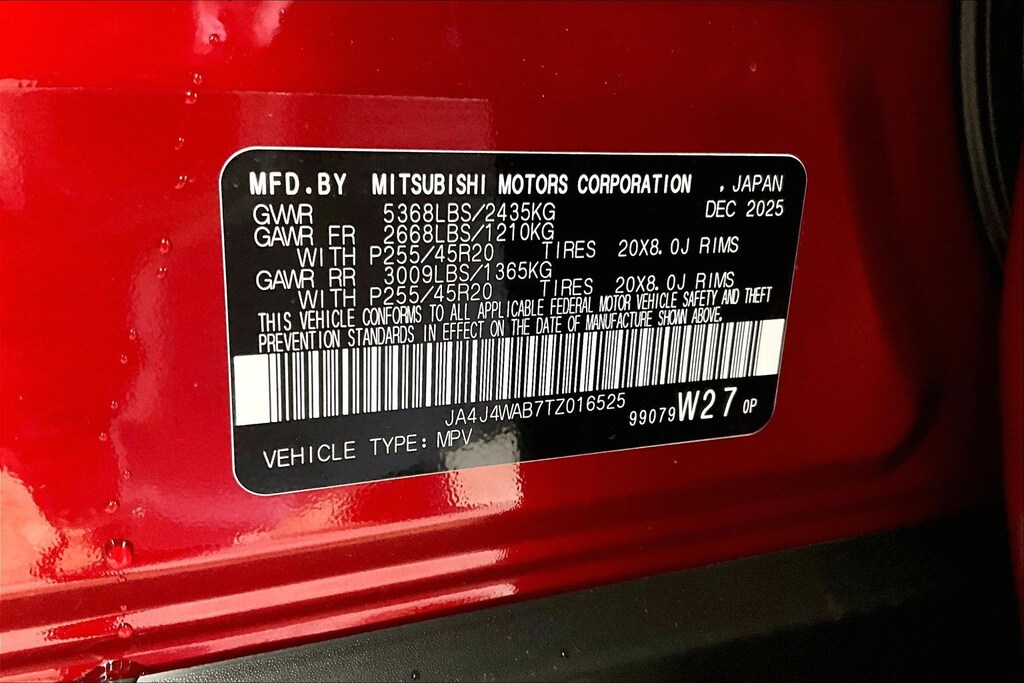 MFD.BY MITSUBISHI MOTORS CORPORATION , JAPAN
GVWR 5368LBS/2435KG DEC 2025
GAWR FR 2668LBS/1210KG
WITH P255/45R20 TIRES 20X8.0J RIMS
GAWR RR 3009LBS/1365KG
WITH P255/45R20 TIRES 20X8.0J RIMS
THIS VEHICLE CONFORMS TO ALL APPLICABLE FEDERAL MOTOR VEHICLE SAFETY AND THEFT
PREVENTION STANDARDS IN EFFECT ON THE DATE OF MANUFACTURE SHOWN ABOVE.
JA4J4WAB7TZ016525 99079 W27 0P
VEHICLE TYPE: MPV